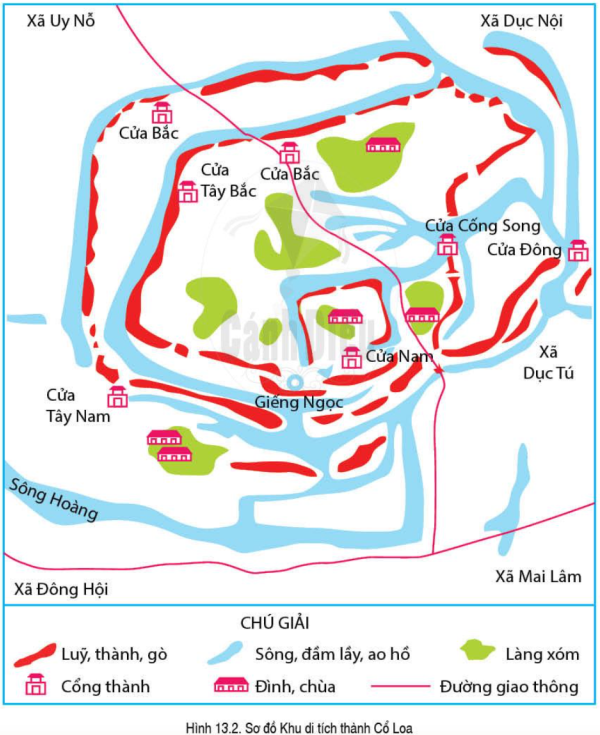 Xã Uy Nỗ
Xã Dục Nội
Cửa Bắc
Cửa
Tây Bắc
Cửa Bắc
Cửa Cống Song
Cửa Đông
Cánh Diều
Cửa Nam
Xã
Dục Tú
Cửa
Tây Nam
Giếng Ngọc
Sông Hoàng
Xã Đông Hội
Xã Mai Lâm
CHÚ GIẢI
Luỹ, thành, gò
Sông, đầm lầy, ao hồ
Làng xóm
Cổng thành
Đình, chùa
Đường giao thông
Hình 13.2. Sơ đồ Khu di tích thành Cổ Loa